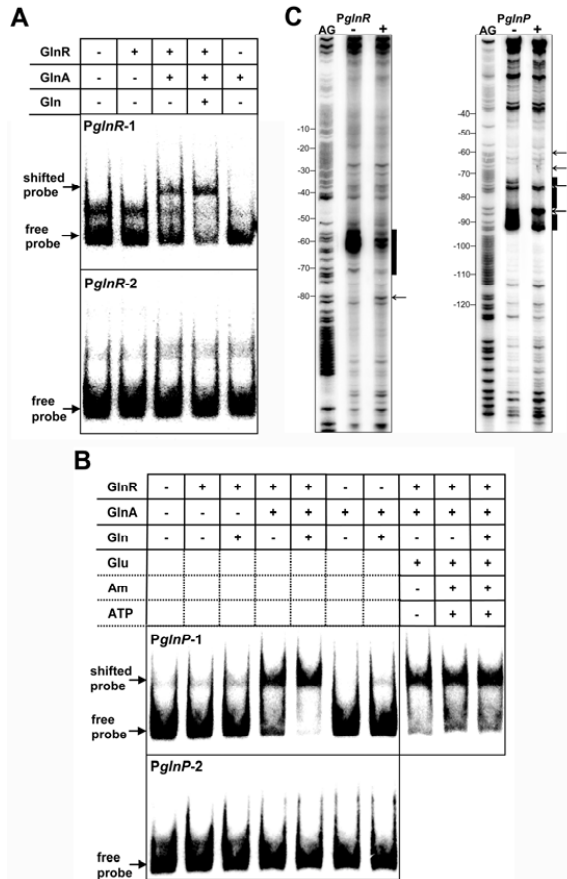 A
GlnR - + + + -
GlnA - - + + +
Gln - - - + -
PglnR-1
shifted probe
free probe
PglnR-2
free probe
C
PglnR
AG - +
-10
-20
-30
-40
-50
-60
-70
-80
PglnP
AG - +
-40
-50
-60
-70
-80
-90
-100
-110
-120
B
GlnR - + + + + - - + + +
GlnA - - - + + + + + + +
Gln - - + - + - + - - +
Glu + + +
Am - + +
ATP - + +
PglnP-1
shifted probe
free probe
PglnP-2
free probe